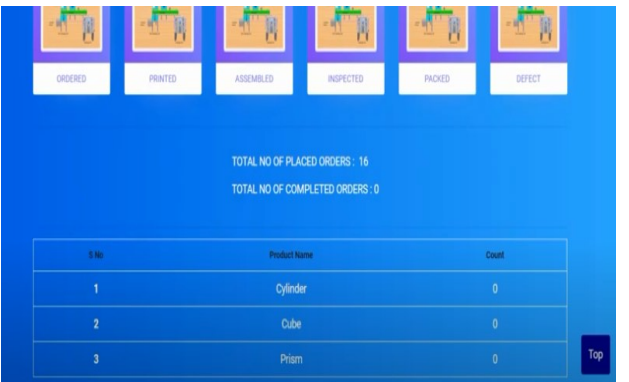 ORDERED PRINTED ASSEMBLED INSPECTED PACKED DEFECT
TOTAL NO OF PLACED ORDERS : 16
TOTAL NO OF COMPLETED ORDERS : 0
S No Product Name Count
1 Cylinder 0
2 Cube 0
3 Prism 0
Top